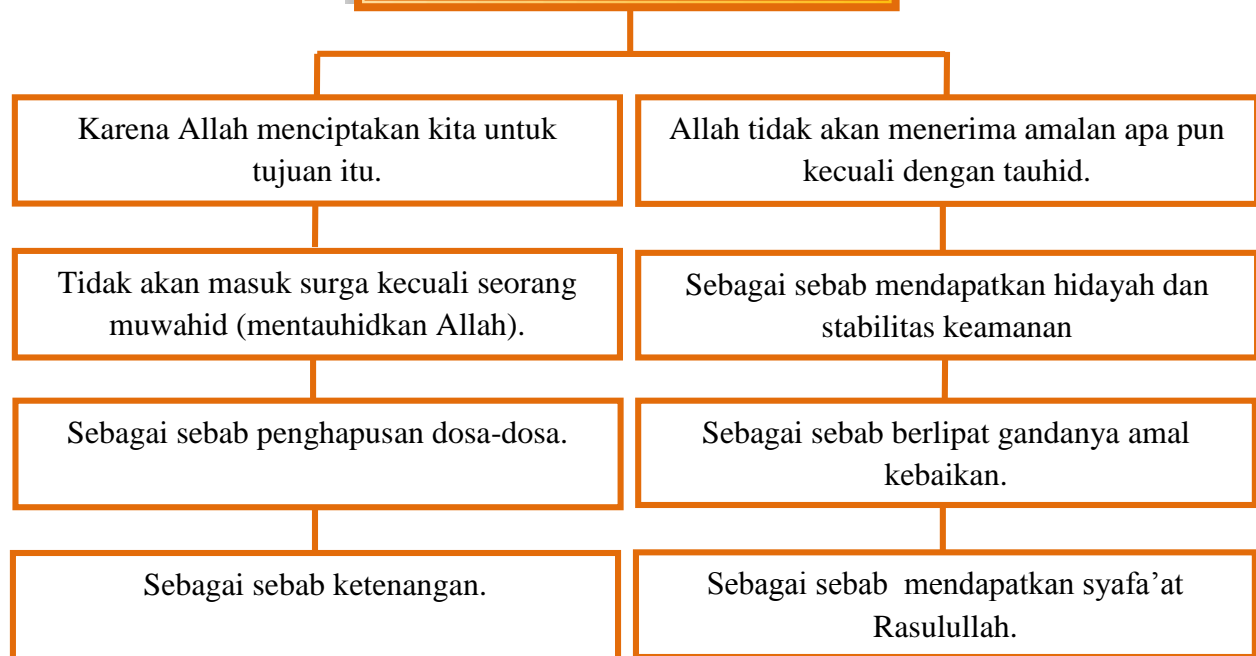 Karena Allah menciptakan kita untuk
tujuan itu.
Allah tidak akan menerima amalan apa pun
kecuali dengan tauhid.
Tidak akan masuk surga kecuali seorang
muwahid (mentauhidkan Allah).
Sebagai sebab mendapatkan hidayah dan
stabilitas keamanan
Sebagai sebab penghapusan dosa-dosa.
Sebagai sebab berlipat gandanya amal
kebaikan.
Sebagai sebab ketenangan.
Sebagai sebab  mendapatkan syafa’at
Rasulullah.